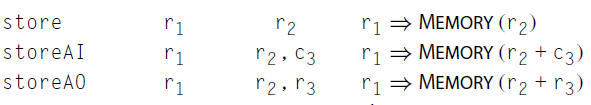 store r₁ r₂ r₁ ⇒ MEMORY (r₂)
storeAI r₁ r₂, c₃ r₁ ⇒ MEMORY (r₂ + c₃)
storeAO r₁ r₂, r₃ r₁ ⇒ MEMORY (r₂ + r₃)